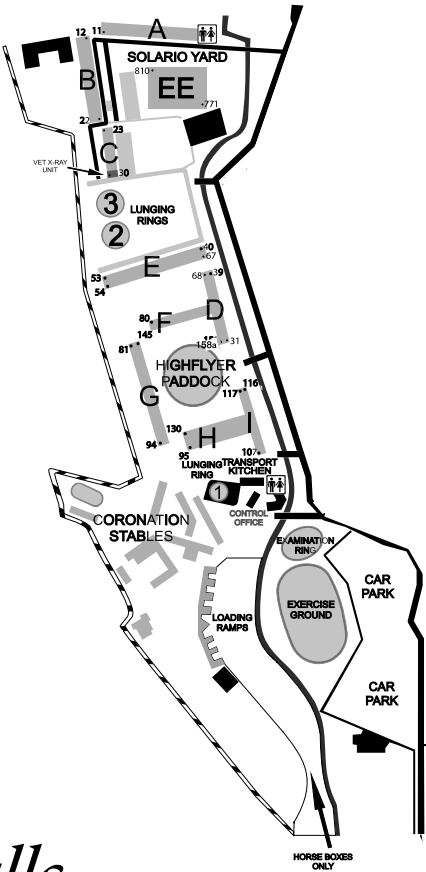 A
12
11
SOLARIO YARD
810
B
EE
771
22
23
C
VET X-RAY
UNIT
30
3
LUNGING
RINGS
2
40
67
E
53
68
39
54
D
80
F
145
158a
31
81
HIGHFLYER
PADDOCK
116
117
G
I
130
H
94
95
107
LUNGING
RING
TRANSPORT
KITCHEN
1
CONTROL
OFFICE
CORONATION
STABLES
EXAMINATION
RING
CAR
PARK
EXERCISE
GROUND
LOADING
RAMPS
CAR
PARK
HORSE BOXES
ONLY